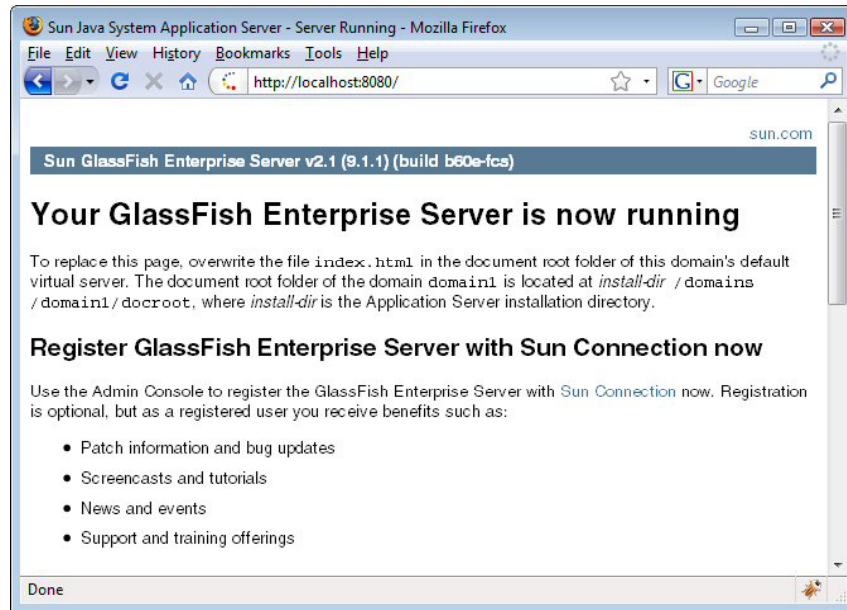 Sun Java System Application Server - Server Running - Mozilla Firefox
File Edit View History Bookmarks Tools Help
http://localhost:8080/
G Google
sun.com
Sun GlassFish Enterprise Server v2.1 (9.1.1) (build b60e-fcs)
Your GlassFish Enterprise Server is now running
To replace this page, overwrite the file index.html in the document root folder of this domain's default
virtual server. The document root folder of the domain domain1 is located at install-dir /domains
/domain1/docroot, where install-dir is the Application Server installation directory.
Register GlassFish Enterprise Server with Sun Connection now
Use the Admin Console to register the GlassFish Enterprise Server with Sun Connection now. Registration
is optional, but as a registered user you receive benefits such as:
• Patch information and bug updates
• Screencasts and tutorials
• News and events
• Support and training offerings
Done